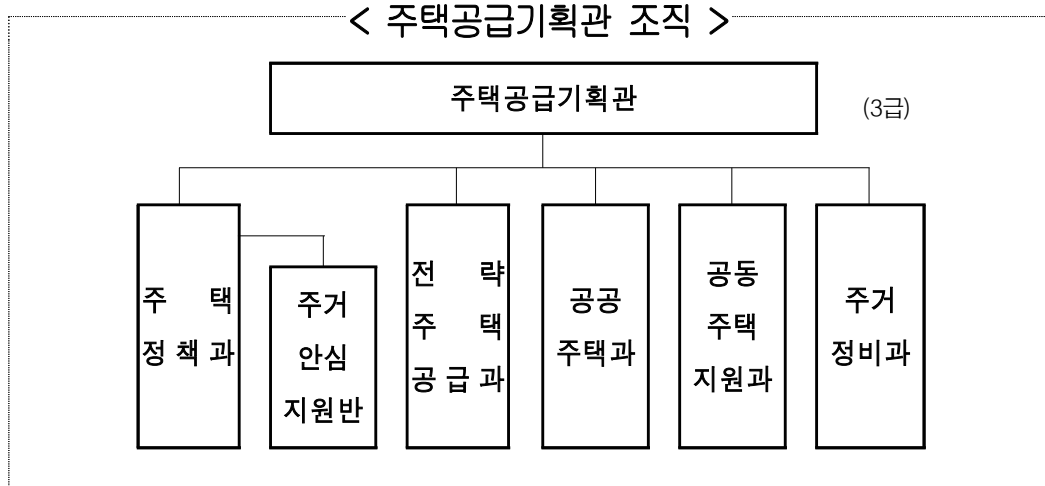 < 주택공급기획관 조직 >
주택공급기획관
(3급)
주 택
정 책 과
주거
안심
지원반
전 략
주 택
공 급 과
공공
주택과
공동
주택
지원과
주거
정비과